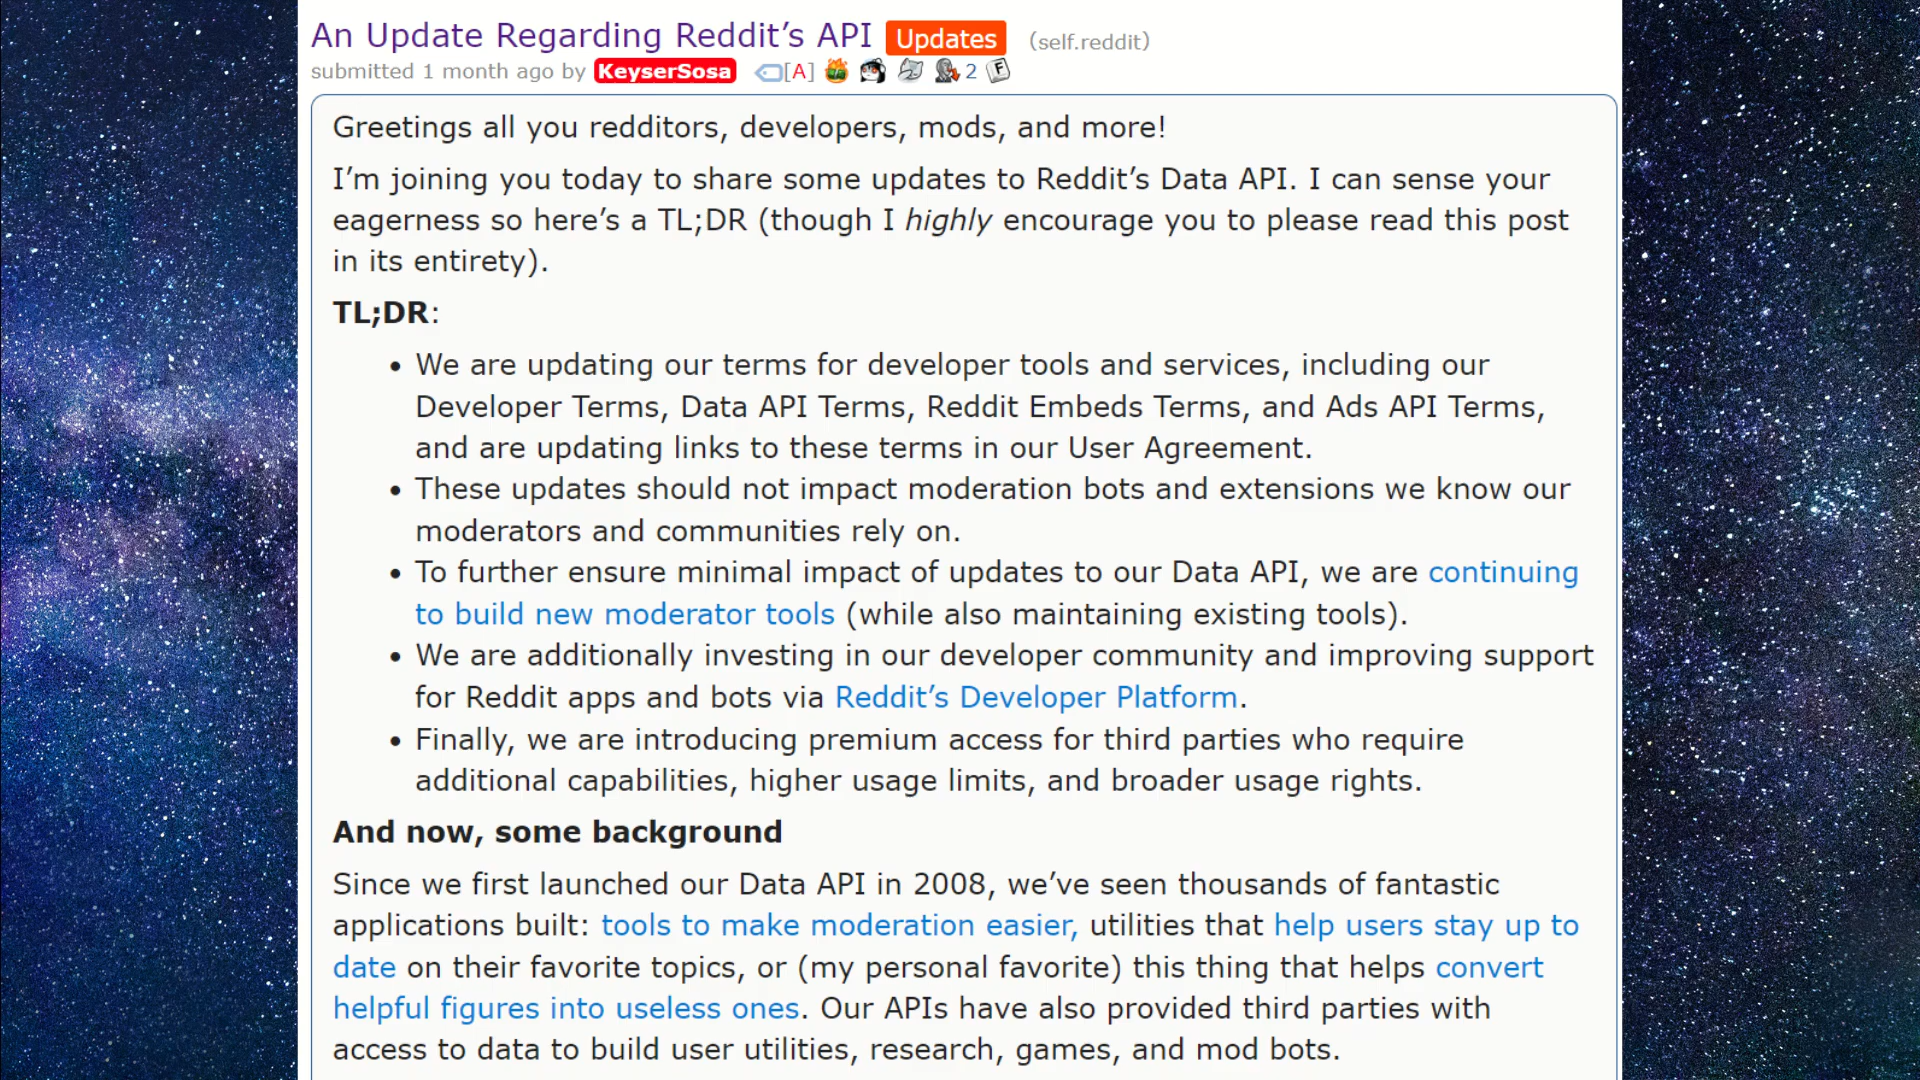 An Update Regarding Reddit’s API Updates (self.reddit)
submitted 1 month ago by KeyserSosa [A] 2 F
Greetings all you redditors, developers, mods, and more!
I’m joining you today to share some updates to Reddit’s Data API. I can sense your
eagerness so here’s a TL;DR (though I highly encourage you to please read this post
in its entirety).
TL;DR:
• We are updating our terms for developer tools and services, including our
Developer Terms, Data API Terms, Reddit Embeds Terms, and Ads API Terms,
and are updating links to these terms in our User Agreement.
• These updates should not impact moderation bots and extensions we know our
moderators and communities rely on.
• To further ensure minimal impact of updates to our Data API, we are continuing
to build new moderator tools (while also maintaining existing tools).
• We are additionally investing in our developer community and improving support
for Reddit apps and bots via Reddit’s Developer Platform.
• Finally, we are introducing premium access for third parties who require
additional capabilities, higher usage limits, and broader usage rights.
And now, some background
Since we first launched our Data API in 2008, we’ve seen thousands of fantastic
applications built: tools to make moderation easier, utilities that help users stay up to
date on their favorite topics, or (my personal favorite) this thing that helps convert
helpful figures into useless ones. Our APIs have also provided third parties with
access to data to build user utilities, research, games, and mod bots.